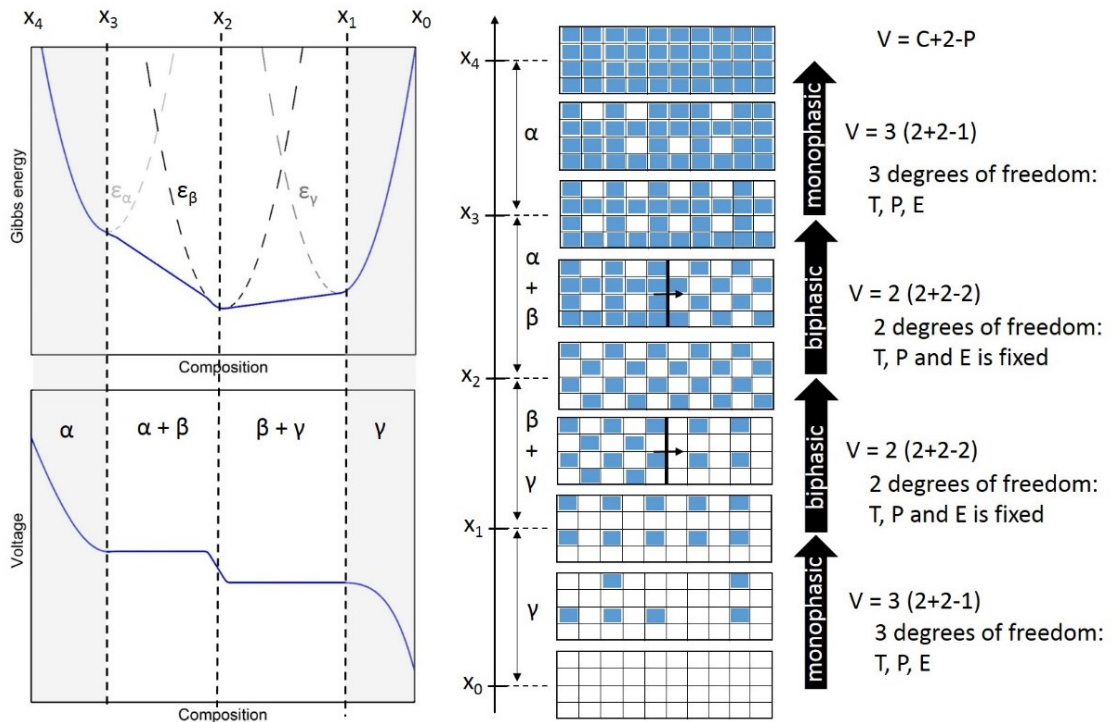 x4 x3 x2 x1 x0
Gibbs energy
εα εβ εγ
Composition
Voltage
α α + β β + γ γ
Composition
x4
α
x3
α
+
β
x2
β
+
γ
x1
γ
x0
monophasic
biphasic
biphasic
monophasic
V = C+2-P
V = 3 (2+2-1)
3 degrees of freedom:
T, P, E
V = 2 (2+2-2)
2 degrees of freedom:
T, P and E is fixed
V = 2 (2+2-2)
2 degrees of freedom:
T, P and E is fixed
V = 3 (2+2-1)
3 degrees of freedom:
T, P, E